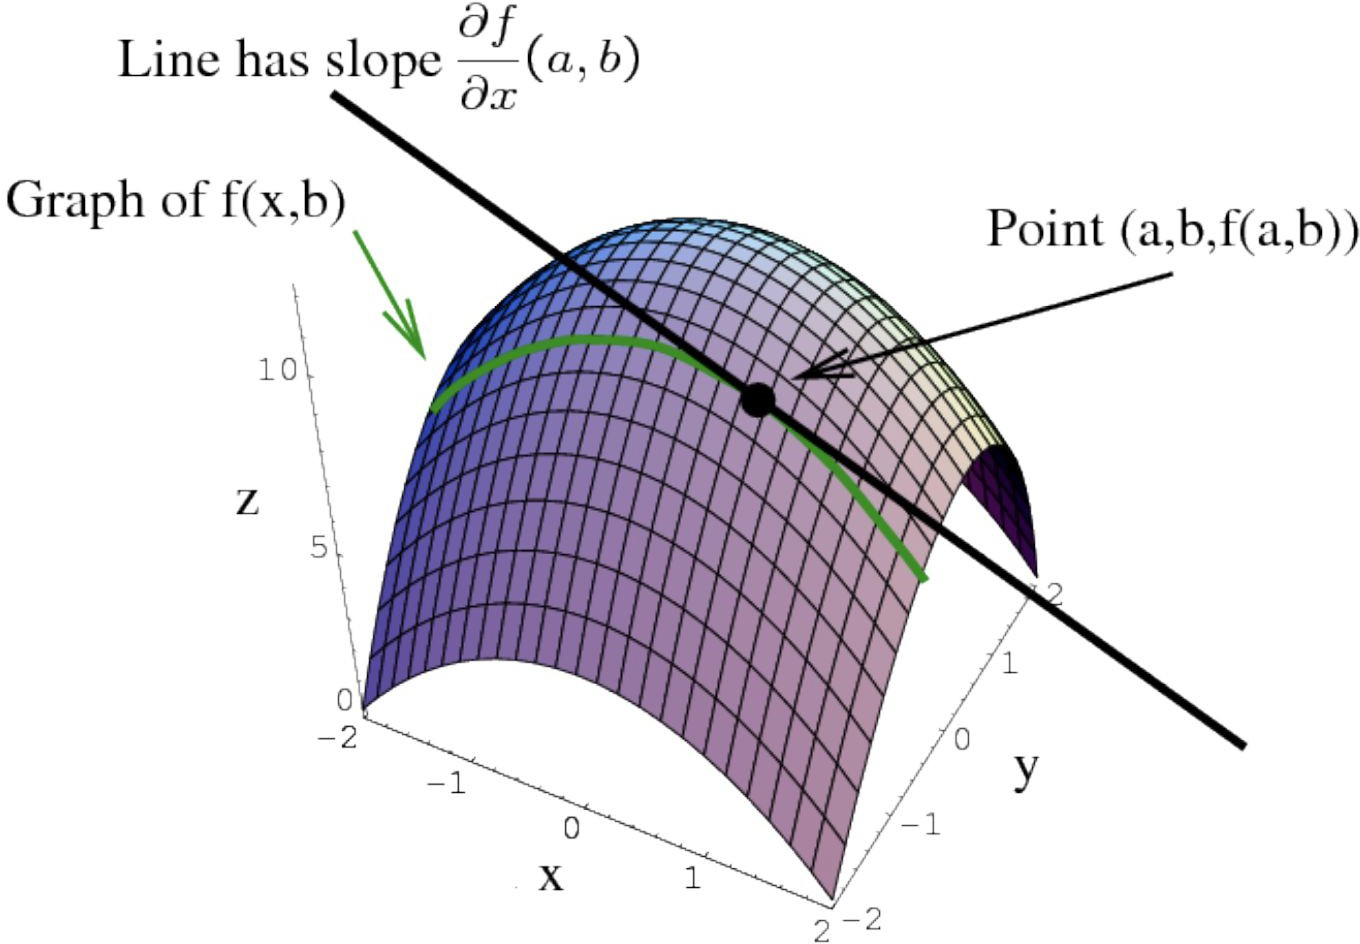 Line has slope ∂f/∂x (a, b)
Graph of f(x,b)
Point (a,b,f(a,b))
10
z
5
0
-2
-1
0
x
1
2
-2
-1
y
0
1
2